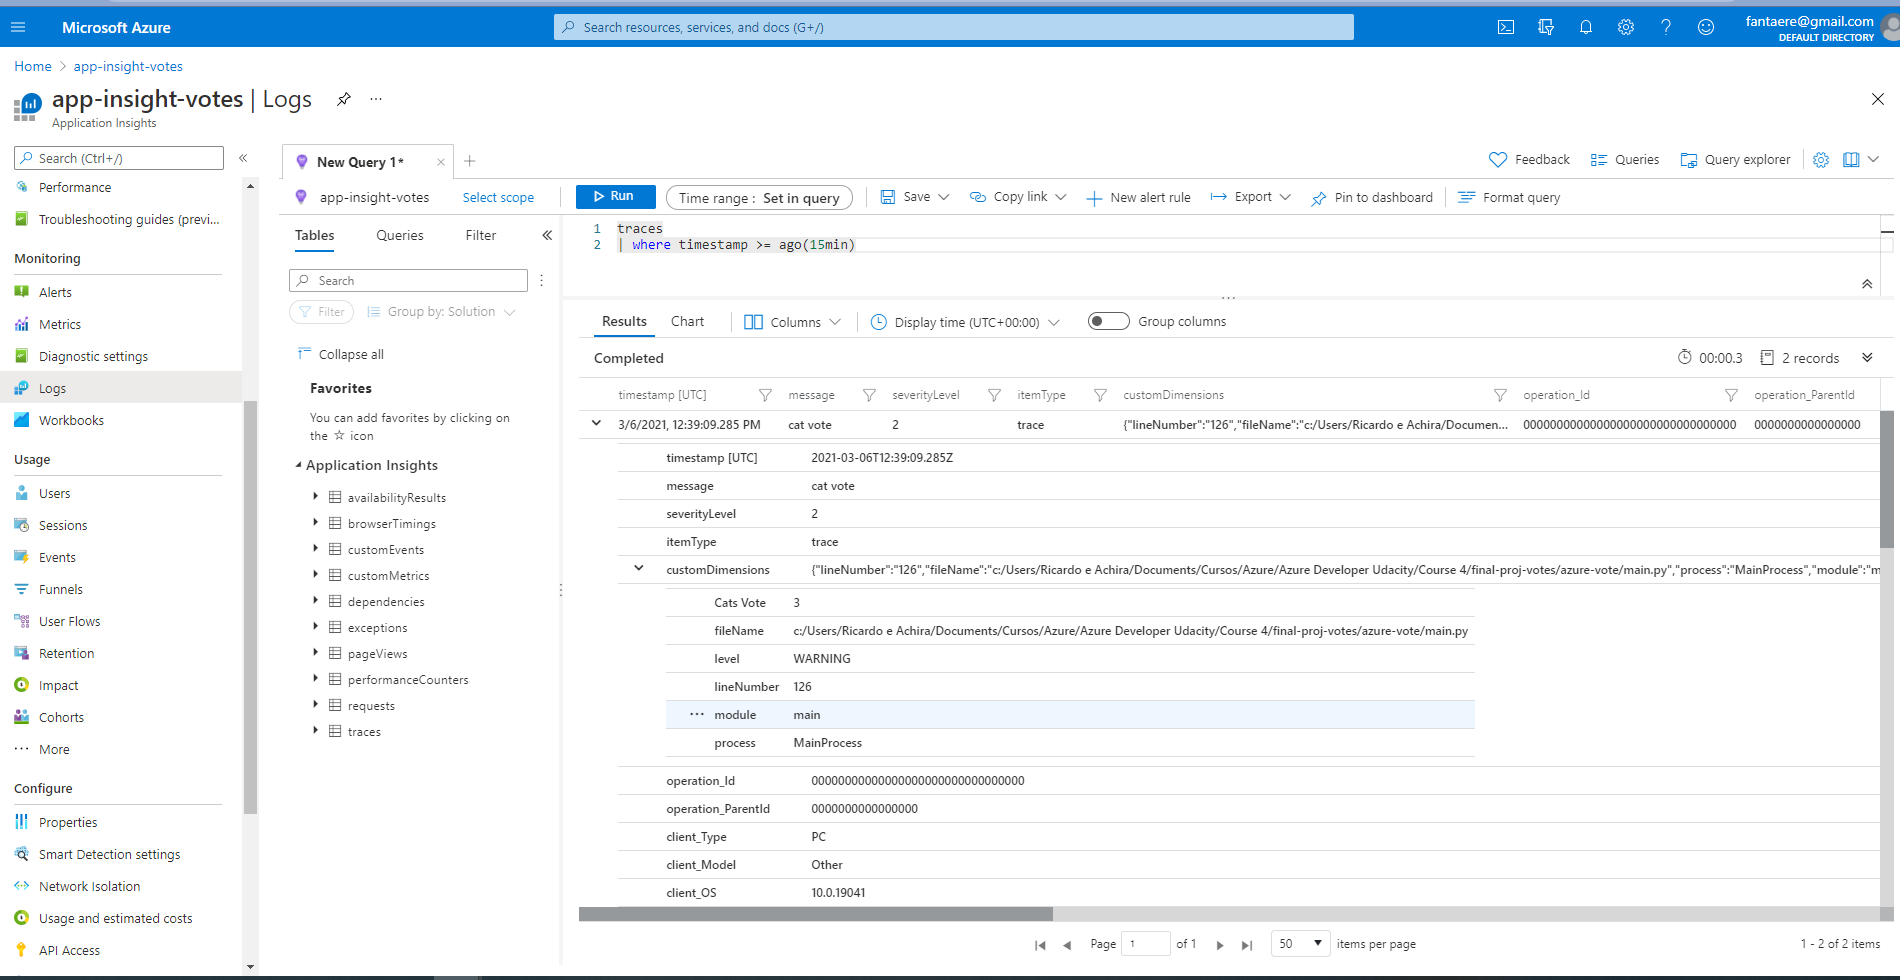 Microsoft Azure
Search resources, services, and docs (G+/)
fantaere@gmail.com
DEFAULT DIRECTORY
Home > app-insight-votes
app-insight-votes | Logs
Application Insights
Search (Ctrl+/)
Performance
Troubleshooting guides (previ...
Monitoring
Alerts
Metrics
Diagnostic settings
Logs
Workbooks
Usage
Users
Sessions
Events
Funnels
User Flows
Retention
Impact
Cohorts
More
Configure
Properties
Smart Detection settings
Network Isolation
Usage and estimated costs
API Access
New Query 1*
Feedback
Queries
Query explorer
app-insight-votes
Select scope
Run
Time range : Set in query
Save
Copy link
New alert rule
Export
Pin to dashboard
Format query
Tables
Queries
Filter
Search
Filter
Group by: Solution
Collapse all
Favorites
You can add favorites by clicking on
the ☆ icon
Application Insights
availabilityResults
browserTimings
customEvents
customMetrics
dependencies
exceptions
pageViews
performanceCounters
requests
traces
1 traces
2 | where timestamp >= ago(15min)
Results
Chart
Columns
Display time (UTC+00:00)
Group columns
Completed
00:00.3
2 records
timestamp [UTC] message severityLevel itemType customDimensions operation_Id operation_ParentId
3/6/2021, 12:39:09.285 PM cat vote 2 trace {"lineNumber":"126","fileName":"c:/Users/Ricardo e Achira/Documen... 00000000000000000000000000000000 0000000000000000
timestamp [UTC] 2021-03-06T12:39:09.285Z
message cat vote
severityLevel 2
itemType trace
customDimensions {"lineNumber":"126","fileName":"c:/Users/Ricardo e Achira/Documents/Cursos/Azure/Azure Developer Udacity/Course 4/final-proj-votes/azure-vote/main.py","process":"MainProcess","module":"m
Cats Vote 3
fileName c:/Users/Ricardo e Achira/Documents/Cursos/Azure/Azure Developer Udacity/Course 4/final-proj-votes/azure-vote/main.py
level WARNING
lineNumber 126
module main
process MainProcess
operation_Id 00000000000000000000000000000000
operation_ParentId 0000000000000000
client_Type PC
client_Model Other
client_OS 10.0.19041
Page 1 of 1
50 items per page
1 - 2 of 2 items